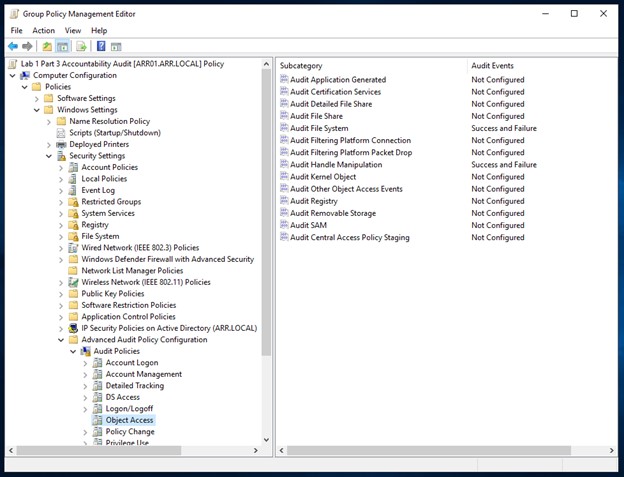 Group Policy Management Editor
File Action View Help
Lab 1 Part 3 Accountability Audit [ARR01.ARR.LOCAL] Policy
Computer Configuration
Policies
Software Settings
Windows Settings
Name Resolution Policy
Scripts (Startup/Shutdown)
Deployed Printers
Security Settings
Account Policies
Local Policies
Event Log
Restricted Groups
System Services
Registry
File System
Wired Network (IEEE 802.3) Policies
Windows Defender Firewall with Advanced Security
Network List Manager Policies
Wireless Network (IEEE 802.11) Policies
Public Key Policies
Software Restriction Policies
Application Control Policies
IP Security Policies on Active Directory (ARR.LOCAL)
Advanced Audit Policy Configuration
Audit Policies
Account Logon
Account Management
Detailed Tracking
DS Access
Logon/Logoff
Object Access
Policy Change
Privilege Use
Subcategory Audit Events
Audit Application Generated Not Configured
Audit Certification Services Not Configured
Audit Detailed File Share Not Configured
Audit File Share Not Configured
Audit File System Success and Failure
Audit Filtering Platform Connection Not Configured
Audit Filtering Platform Packet Drop Not Configured
Audit Handle Manipulation Success and Failure
Audit Kernel Object Not Configured
Audit Other Object Access Events Not Configured
Audit Registry Not Configured
Audit Removable Storage Not Configured
Audit SAM Not Configured
Audit Central Access Policy Staging Not Configured